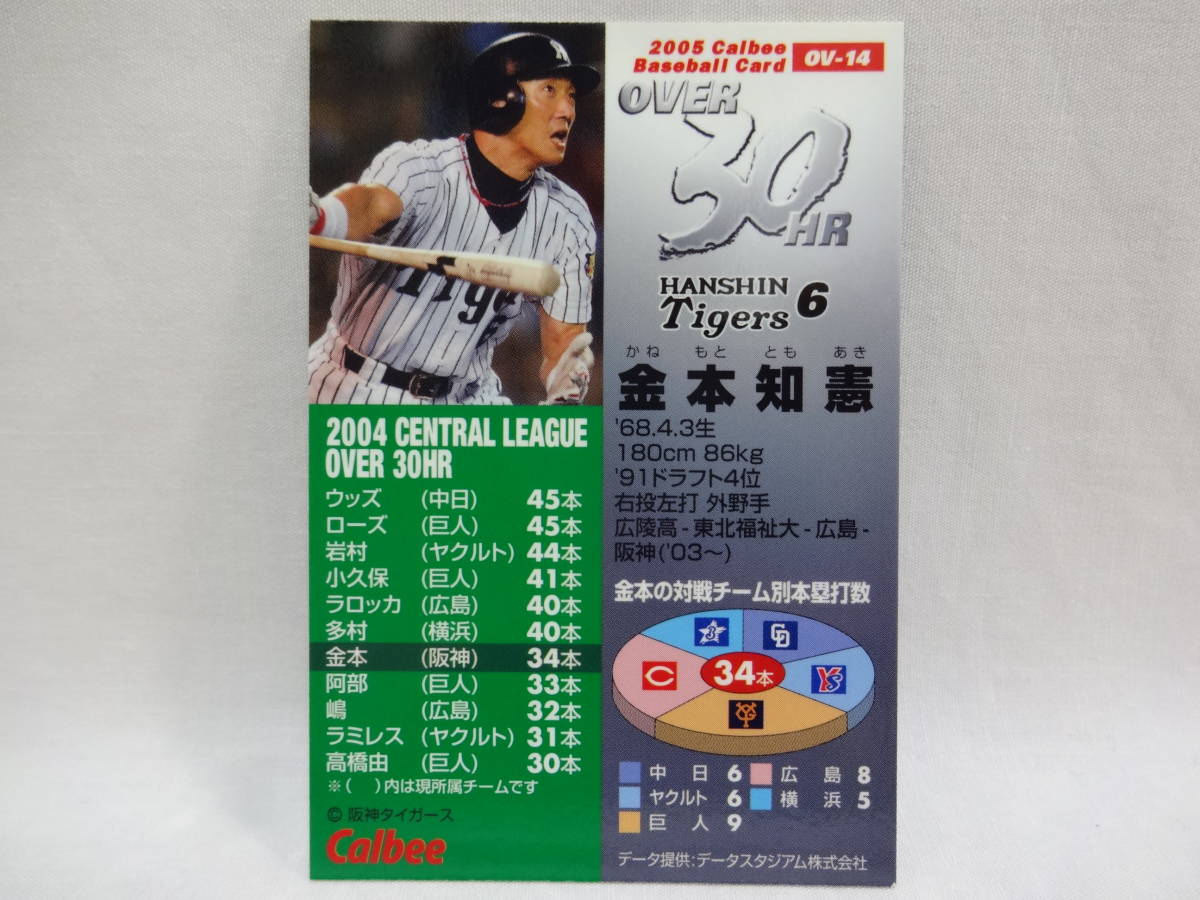 2005 Calbee
Baseball Card
OV-14
OVER
30
HR
HANSHIN
Tigers 6
かね もと とも あき
金本知憲
'68.4.3生
180cm 86kg
'91ドラフト4位
右投左打 外野手
広陵高 - 東北福祉大 - 広島 -
阪神('03〜)
金本の対戦チーム別本塁打数
CD
YS
YG
C
34本
中日 6
広島 8
ヤクルト 6
横浜 5
巨人 9
データ提供:データスタジアム株式会社
Tige
2004 CENTRAL LEAGUE
OVER 30HR
ウッズ (中日) 45本
ローズ (巨人) 45本
岩村 (ヤクルト) 44本
小久保 (巨人) 41本
ラロッカ (広島) 40本
多村 (横浜) 40本
金本 (阪神) 34本
阿部 (巨人) 33本
嶋 (広島) 32本
ラミレス (ヤクルト) 31本
高橋由 (巨人) 30本
※( )内は現所属チームです
© 阪神タイガース
Calbee